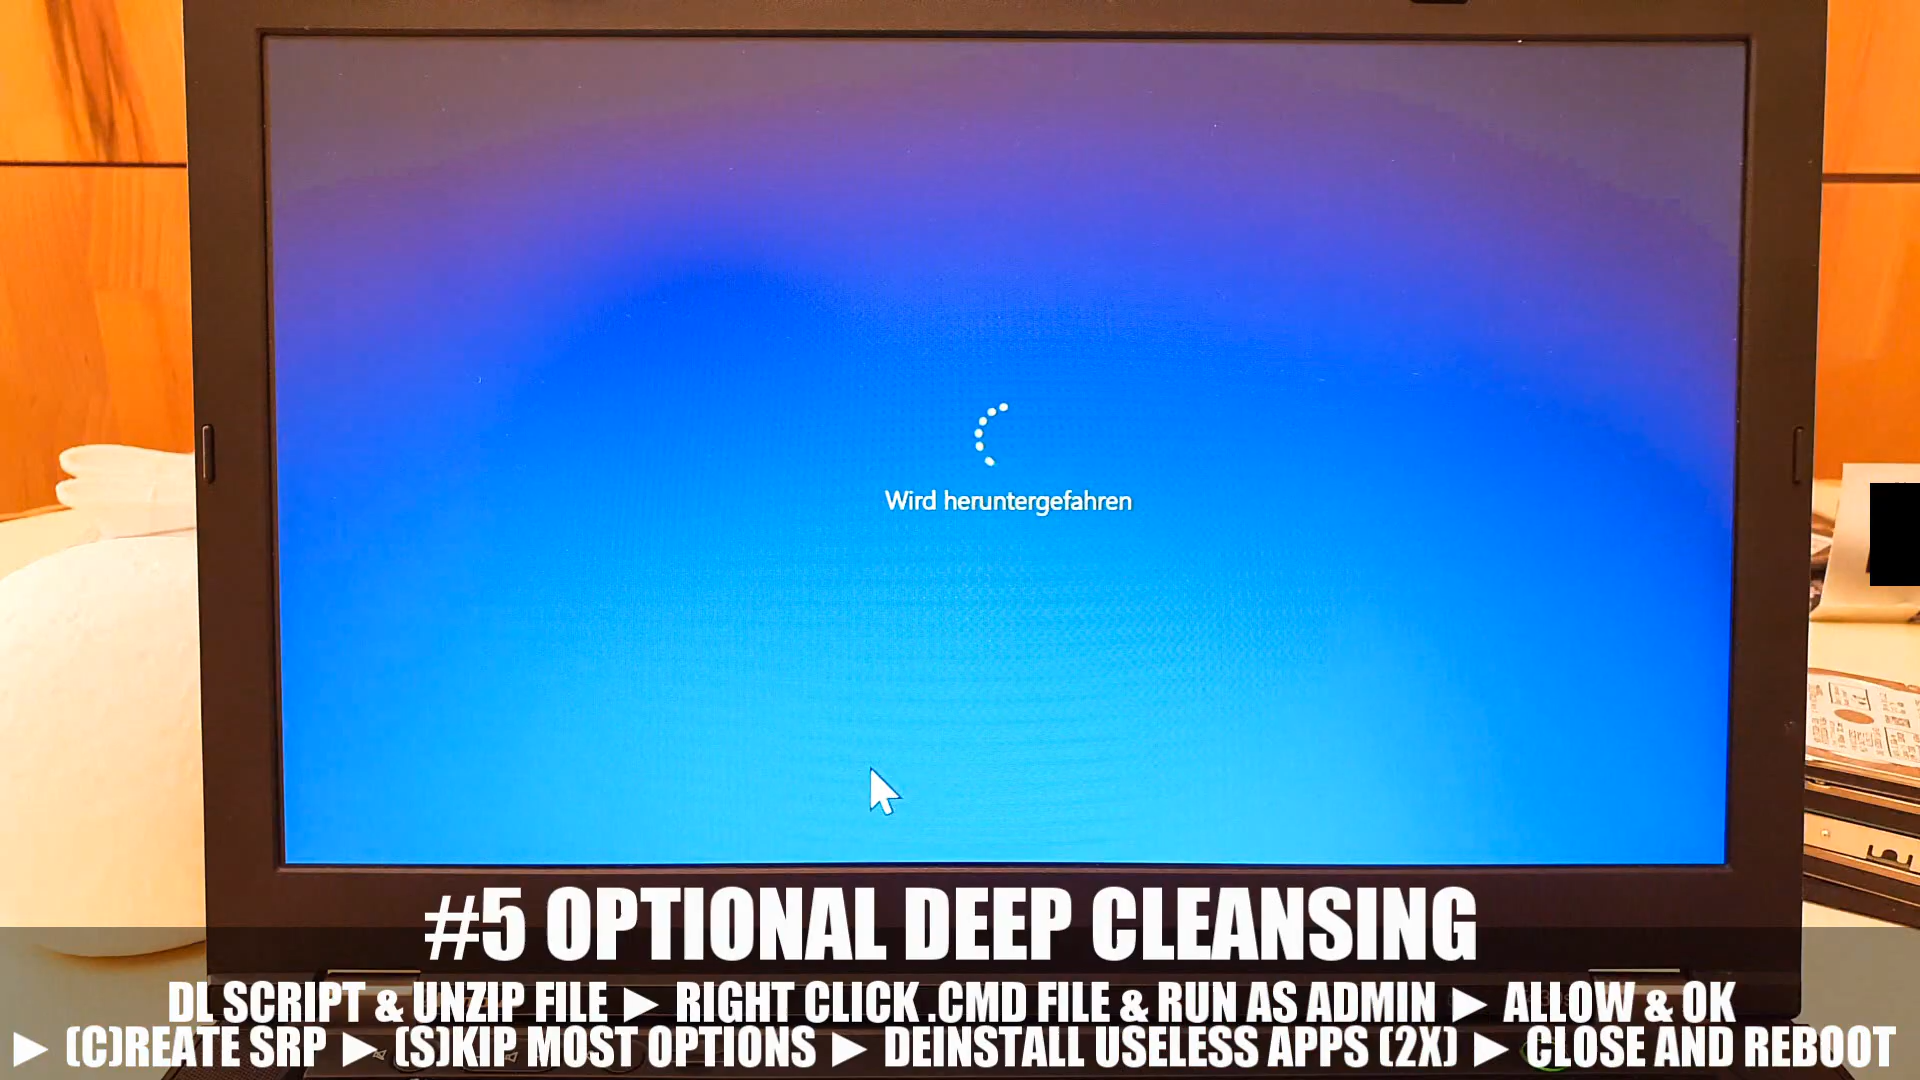 Wird heruntergefahren
#5 OPTIONAL DEEP CLEANSING
DL SCRIPT & UNZIP FILE ► RIGHT CLICK .CMD FILE & RUN AS ADMIN ► ALLOW & OK
► (C)REATE SRP ► (S)KIP MOST OPTIONS ► DEINSTALL USELESS APPS (2X) ► CLOSE AND REBOOT